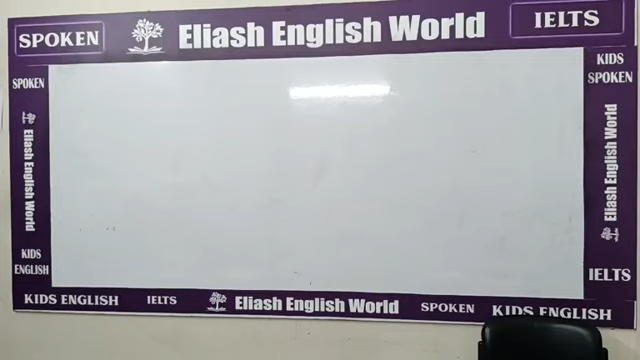 SPOKEN Eliash English World IELTS
SPOKEN
Eliash English World
KIDS
ENGLISH
KIDS
SPOKEN
Eliash English World
IELTS
KIDS ENGLISH IELTS Eliash English World SPOKEN KIDS ENGLISH